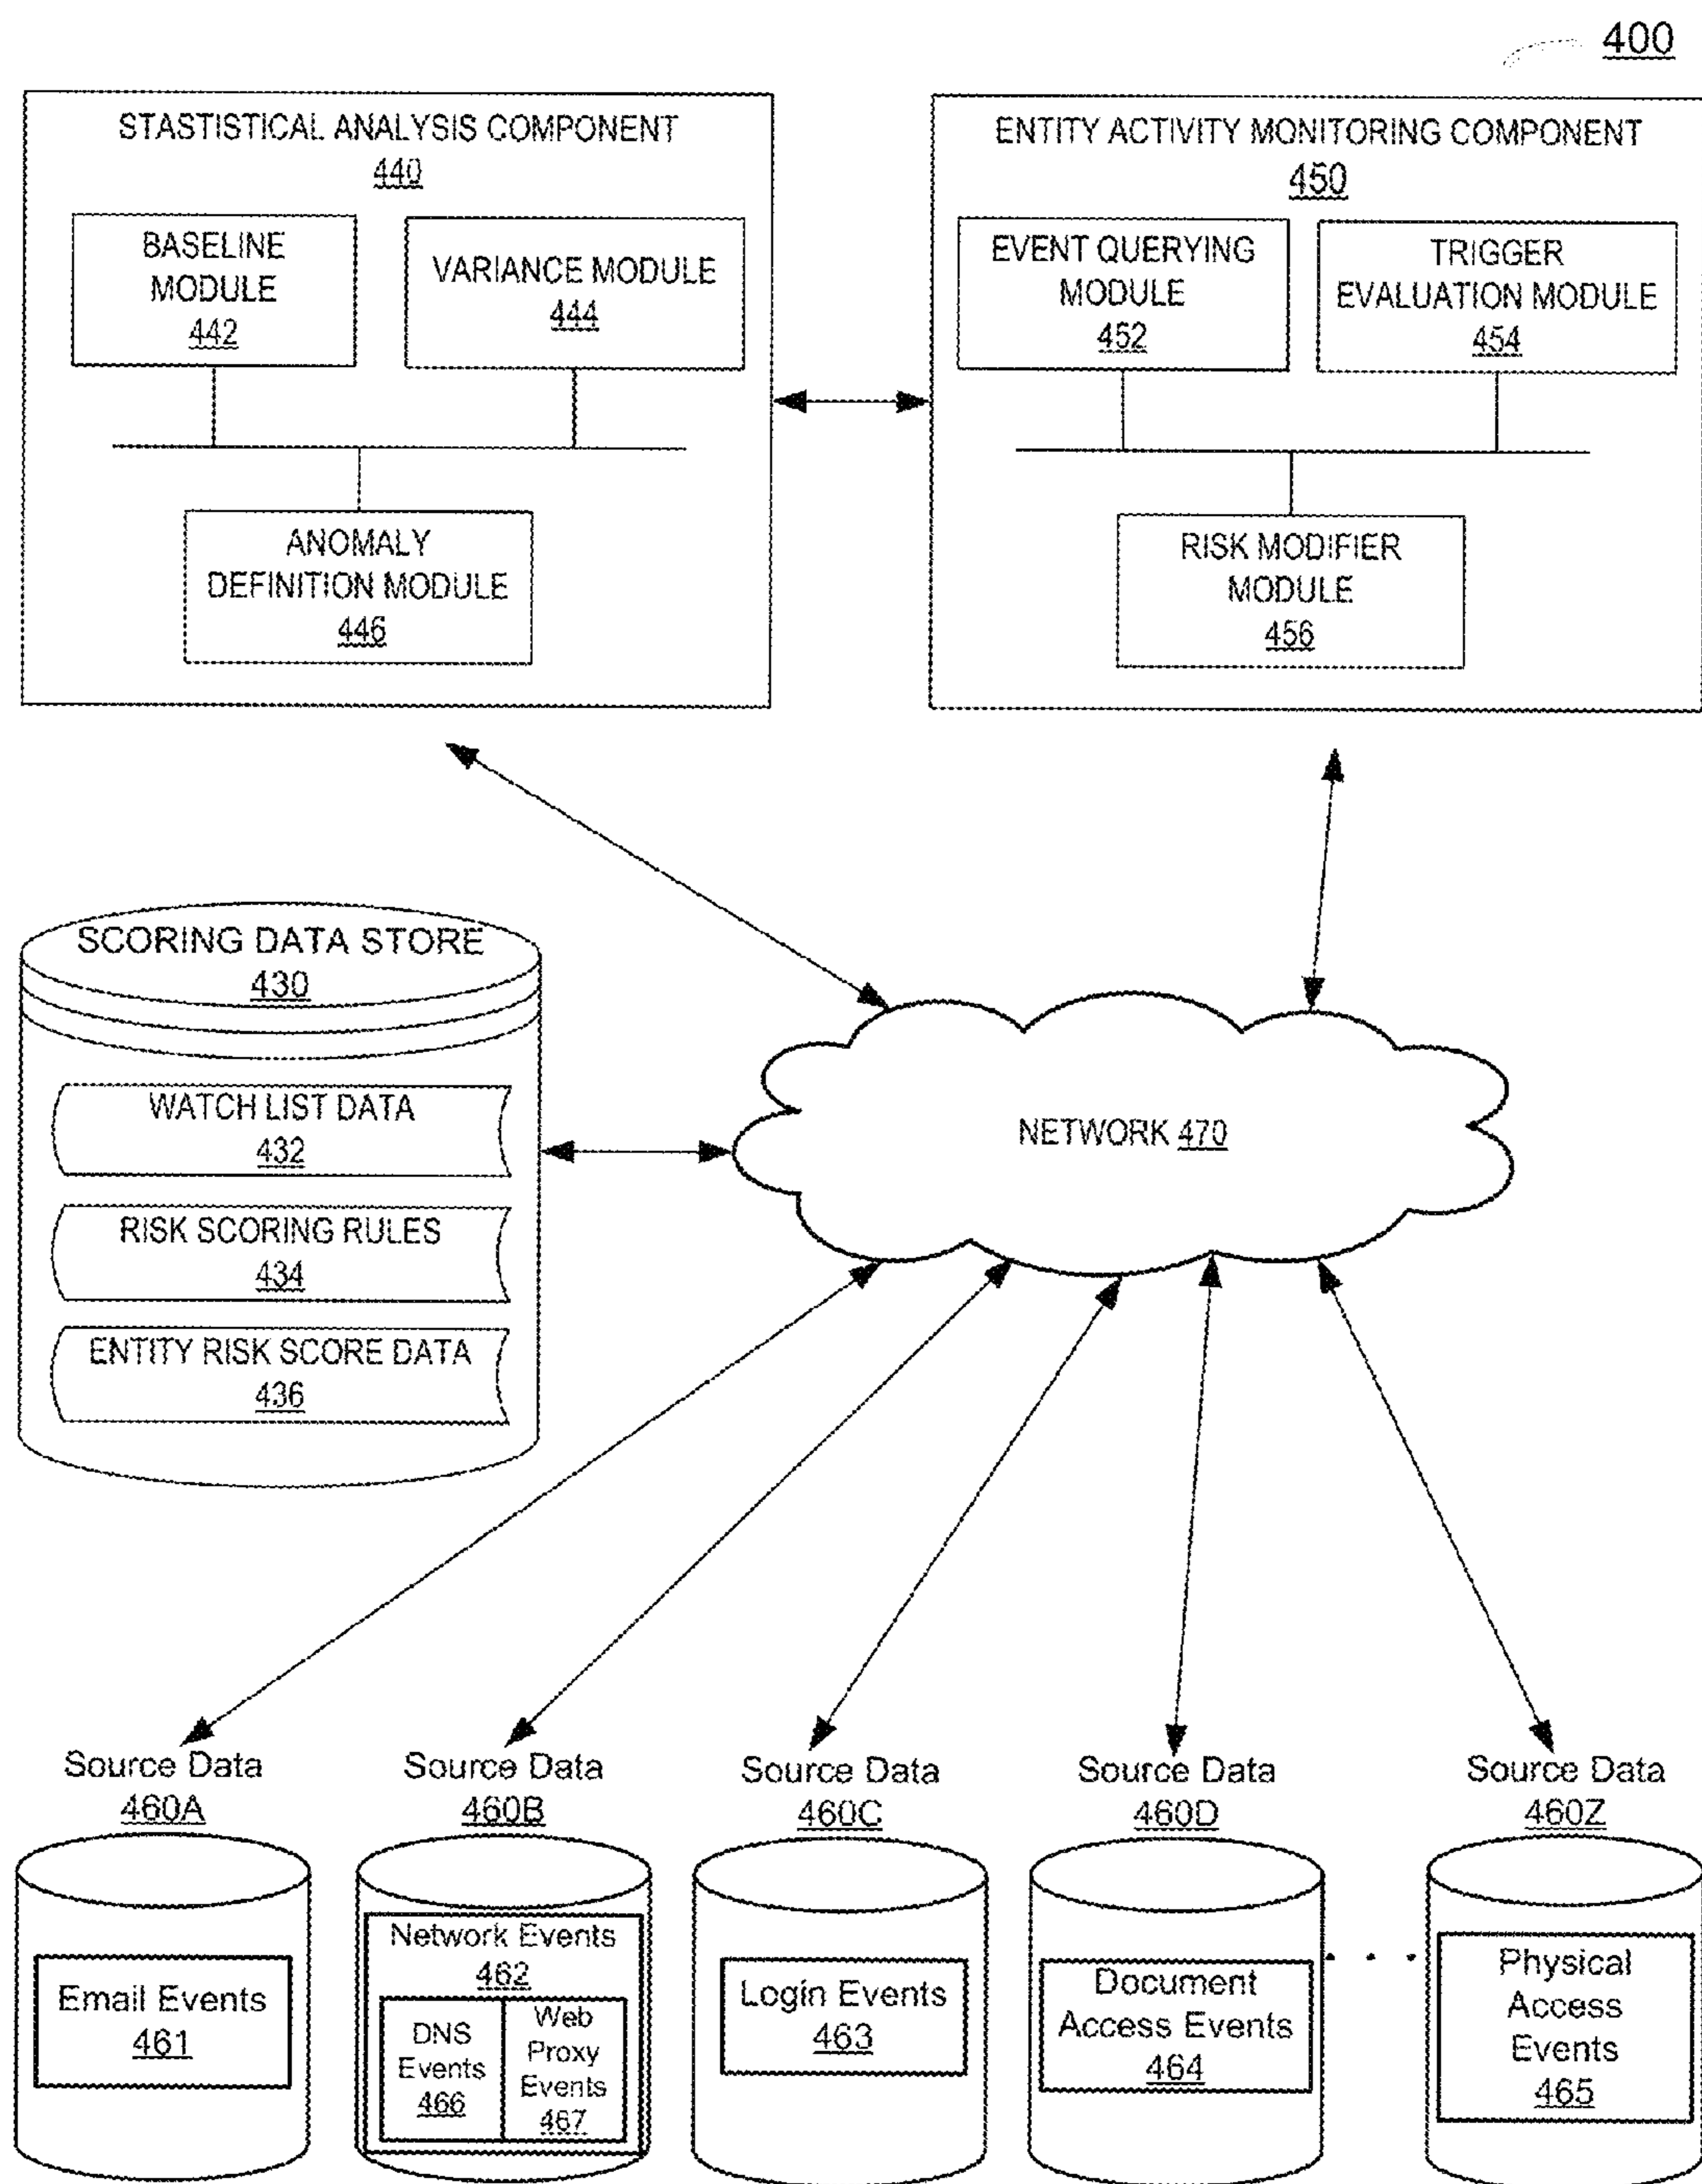 400
STASTISTICAL ANALYSIS COMPONENT
440
BASELINE
MODULE
442
VARIANCE MODULE
444
ANOMALY
DEFINITION MODULE
446
ENTITY ACTIVITY MONITORING COMPONENT
450
EVENT QUERYING
MODULE
452
TRIGGER
EVALUATION MODULE
454
RISK MODIFIER
MODULE
456
SCORING DATA STORE
430
WATCH LIST DATA
432
RISK SCORING RULES
434
ENTITY RISK SCORE DATA
436
NETWORK 470
Source Data
460A
Email Events
461
Source Data
460B
Network Events
462
DNS
Events
466
Web
Proxy
Events
467
Source Data
460C
Login Events
463
Source Data
460D
Document
Access Events
464
. . .
Source Data
460Z
Physical
Access
Events
465